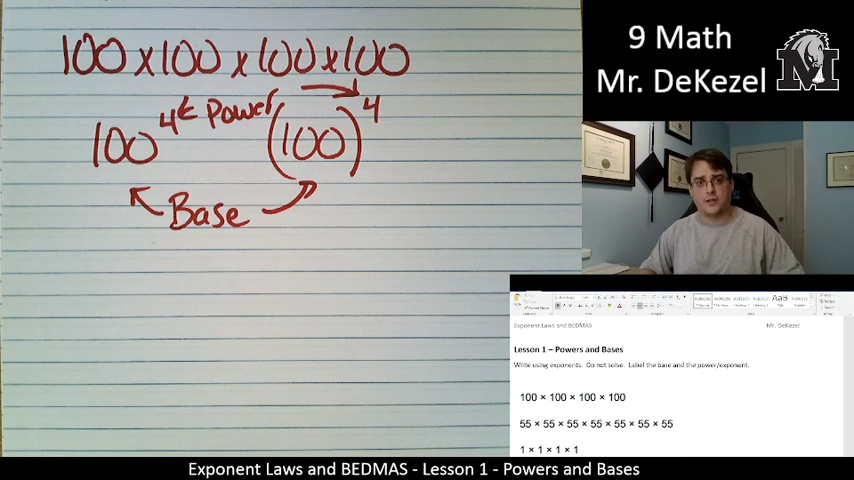 100 x 100 x 100 x 100
100 4 ← Power → (100) 4
Base
9 Math
Mr. DeKezel
M
Exponent Laws and BEDMAS Mr. DeKezel
Lesson 1 – Powers and Bases
Write using exponents. Do not solve. Label the base and the power/exponent.
100 × 100 × 100 × 100
55 × 55 × 55 × 55 × 55 × 55 × 55
1 × 1 × 1 × 1
Exponent Laws and BEDMAS - Lesson 1 - Powers and Bases